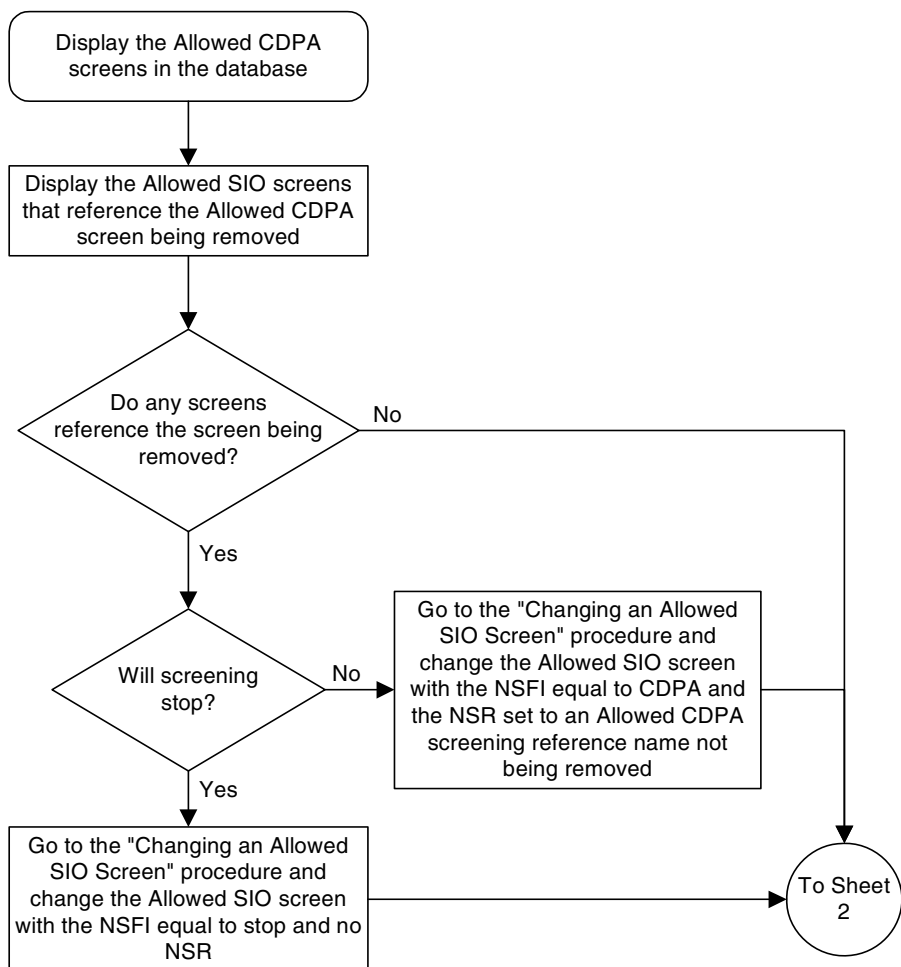 Display the Allowed CDPA
screens in the database
Display the Allowed SIO screens
that reference the Allowed CDPA
screen being removed
Do any screens
reference the screen being
removed?
No
Yes
Will screening
stop?
No
Go to the "Changing an Allowed
SIO Screen" procedure and
change the Allowed SIO screen
with the NSFI equal to CDPA and
the NSR set to an Allowed CDPA
screening reference name not
being removed
Yes
Go to the "Changing an Allowed
SIO Screen" procedure and
change the Allowed SIO screen
with the NSFI equal to stop and no
NSR
To Sheet
2